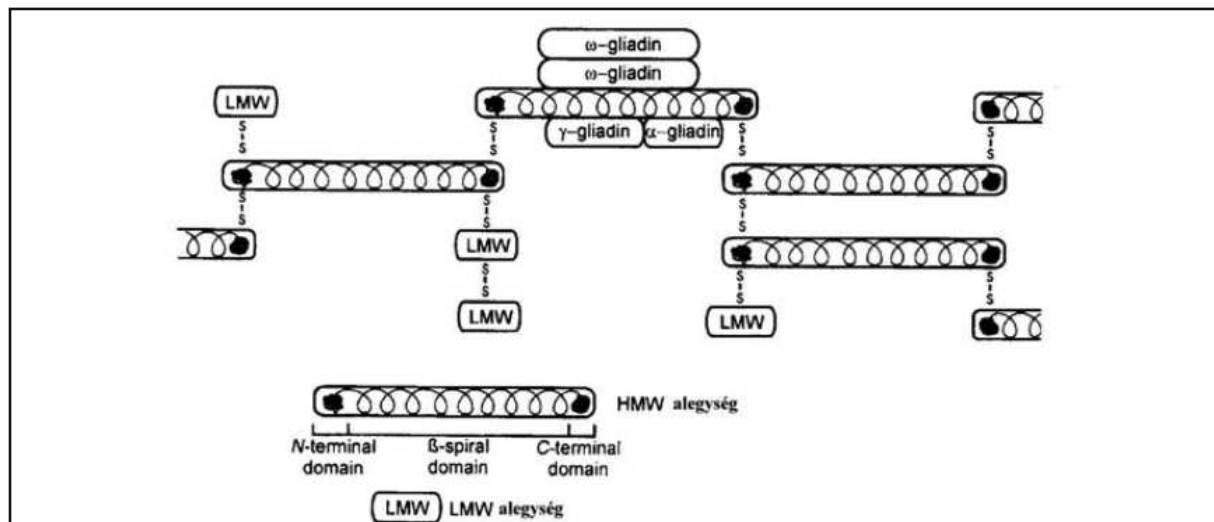 ω-gliadin
ω-gliadin
LMW
S
S
S
S
γ-gliadin
α-gliadin
S
S
S
S
S
S
S
S
S
S
LMW
S
S
S
S
S
S
LMW
LMW
HMW alegység
N-terminal domain
ß-spiral domain
C-terminal domain
LMW
LMW alegység